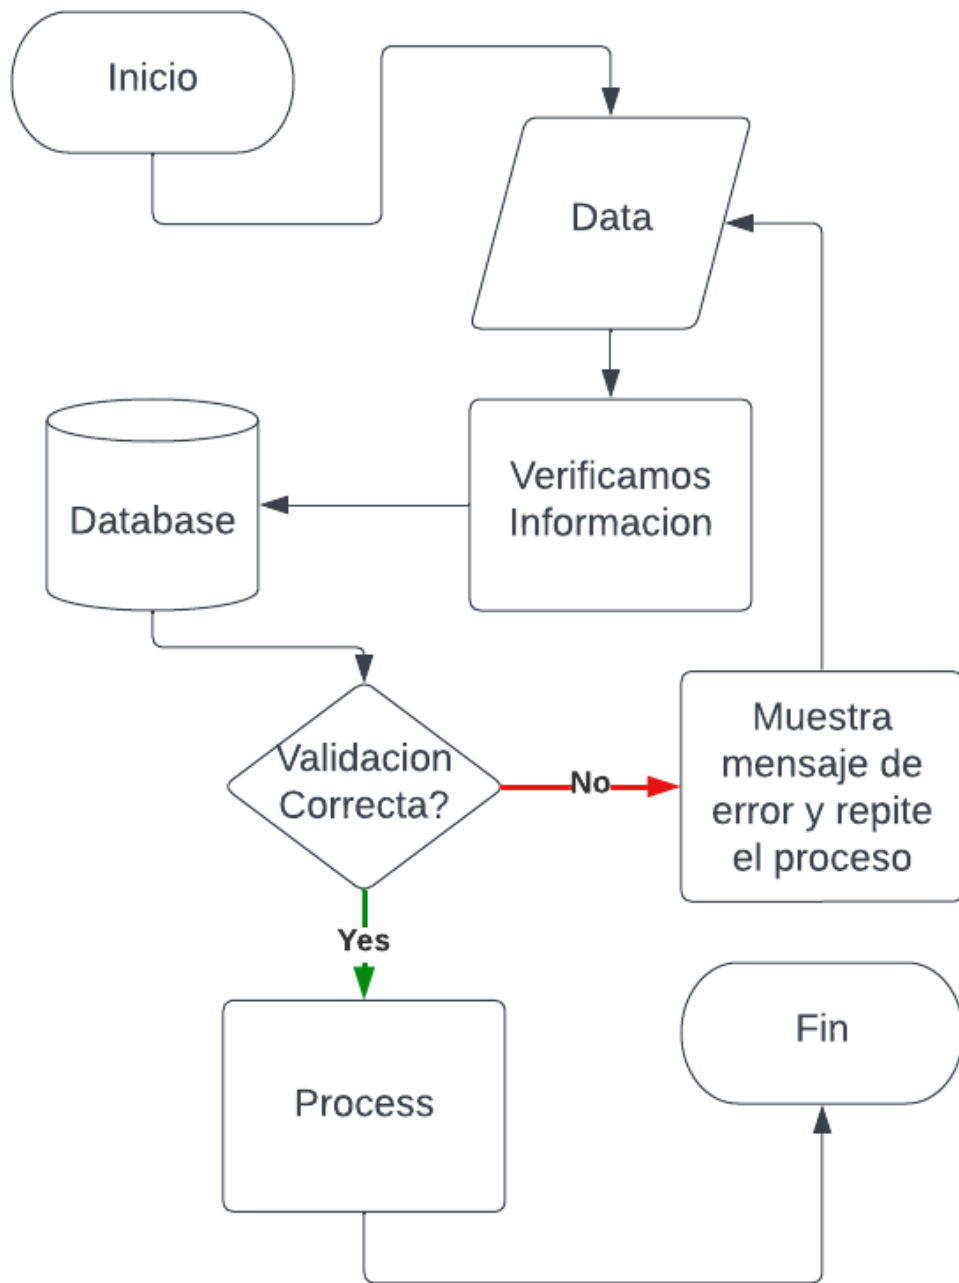 Inicio
Data
Verificamos
Informacion
Database
Validacion
Correcta?
No
Muestra
mensaje de
error y repite
el proceso
Yes
Process
Fin